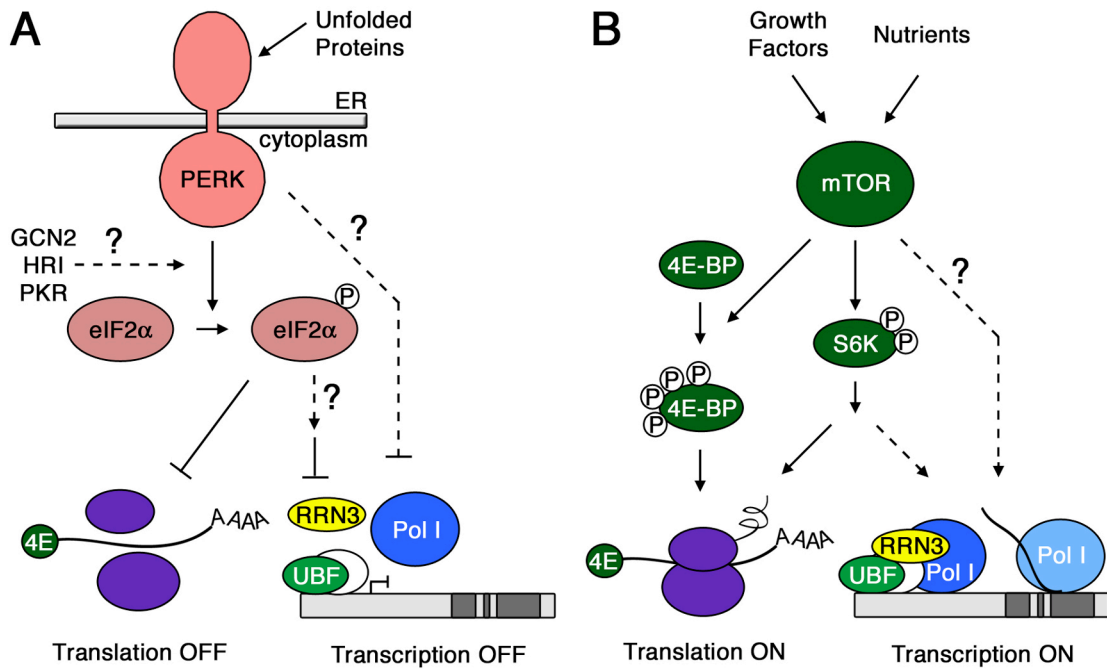 A
Unfolded
Proteins
ER
cytoplasm
PERK
GCN2
HRI
PKR
?
?
eIF2α
eIF2α
P
?
4E
AAAA
RRN3
Pol I
UBF
Translation OFF
Transcription OFF
B
Growth
Factors
Nutrients
mTOR
4E-BP
?
S6K
P
P
P
P
P
P
4E-BP
4E
AAAA
RRN3
UBF
Pol I
Pol I
Translation ON
Transcription ON